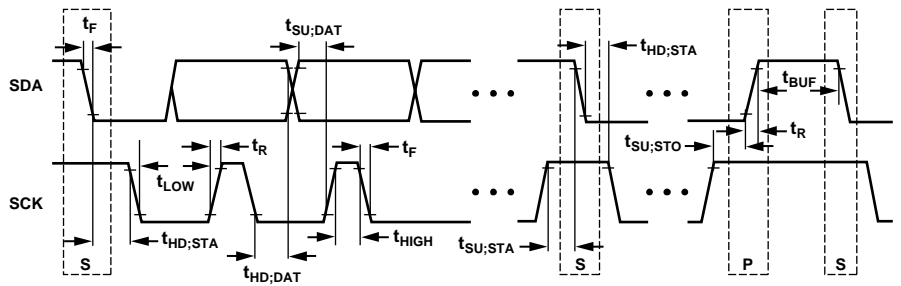 tF
tSU;DAT
tHD;STA
SDA
tBUF
tR
tF
tSU;STO
tR
tLOW
SCK
tHD;STA
tHIGH
tSU;STA
tHD;DAT
S
S
P
S